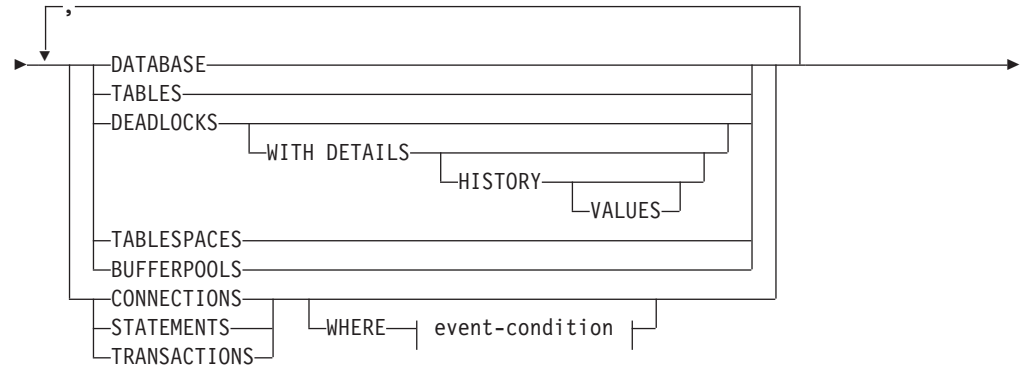 ,
DATABASE
TABLES
DEADLOCKS
WITH DETAILS
HISTORY
VALUES
TABLESPACES
BUFFERPOOLS
CONNECTIONS
STATEMENTS WHERE event-condition
TRANSACTIONS